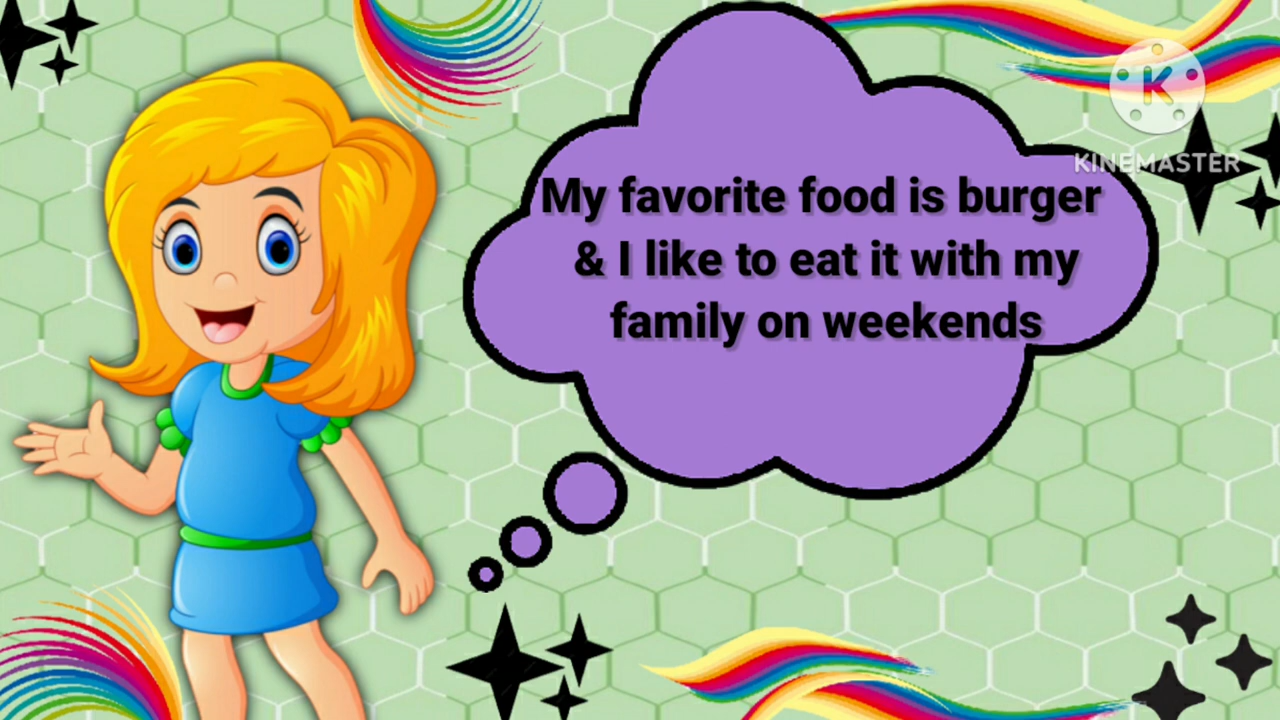 K
KINEMASTER
My favorite food is burger
& I like to eat it with my
family on weekends